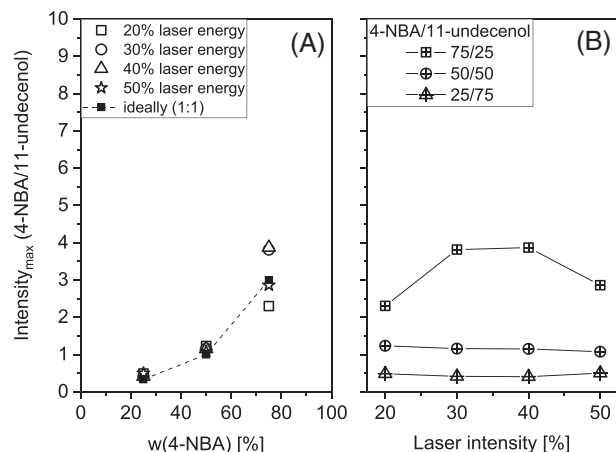 20% laser energy
30% laser energy
40% laser energy
50% laser energy
ideally (1:1)
(A)
4-NBA/11-undecenol
75/25
50/50
25/75
(B)
Intensity_max (4-NBA/11-undecenol)
10
9
8
7
6
5
4
3
2
1
0
0 20 40 60 80 100
w(4-NBA) [%]
20 30 40 50
Laser intensity [%]